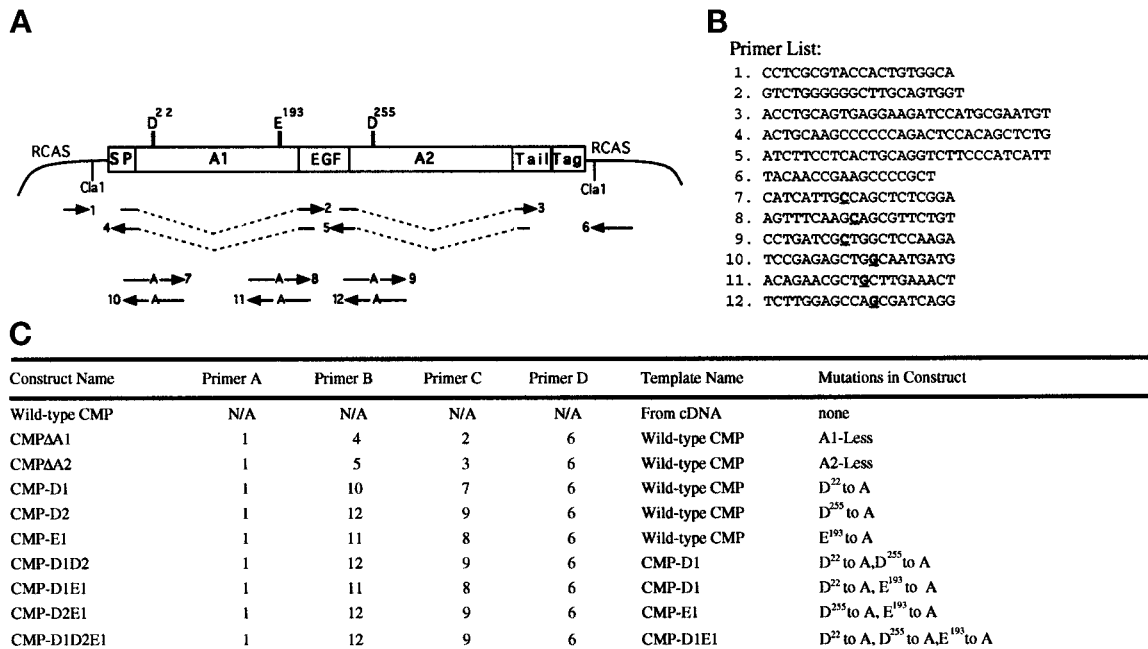 A
D22 E193 D255
RCAS SP A1 EGF A2 Tail Tag RCAS
Cla1 Cla1
1 2 3
4 5 6
A 7 A 8 A 9
10 A 11 A 12 A
B
Primer List:
1. CCTCGCGTACCACTGTGGCA
2. GTCTGGGGGGCTTGCAGTGGT
3. ACCTGCAGTGAGGAAGATCCATGCGAATGT
4. ACTGCAAGCCCCCCAGACTCCACAGCTCTG
5. ATCTTCCTCACTGCAGGTCTTCCCATCATT
6. TACAACCGAAGCCCCGCT
7. CATCATTGCCAGCTCTCGGA
8. AGTTTCAAGCAGCGTTCTGT
9. CCTGATCGCTGGCTCCAAGA
10. TCCGAGAGCTGGCAATGATG
11. ACAGAACGCTGCTTGAAACT
12. TCTTGGAGCCAGCGATCAGG
C
Construct Name Primer A Primer B Primer C Primer D Template Name Mutations in Construct
Wild-type CMP N/A N/A N/A N/A From cDNA none
CMPΔA1 1 4 2 6 Wild-type CMP A1-Less
CMPΔA2 1 5 3 6 Wild-type CMP A2-Less
CMP-D1 1 10 7 6 Wild-type CMP D22 to A
CMP-D2 1 12 9 6 Wild-type CMP D255 to A
CMP-E1 1 11 8 6 Wild-type CMP E193 to A
CMP-D1D2 1 12 9 6 CMP-D1 D22 to A,D255 to A
CMP-D1E1 1 11 8 6 CMP-D1 D22 to A, E193 to A
CMP-D2E1 1 12 9 6 CMP-E1 D255 to A, E193 to A
CMP-D1D2E1 1 12 9 6 CMP-D1E1 D22 to A, D255 to A,E193 to A